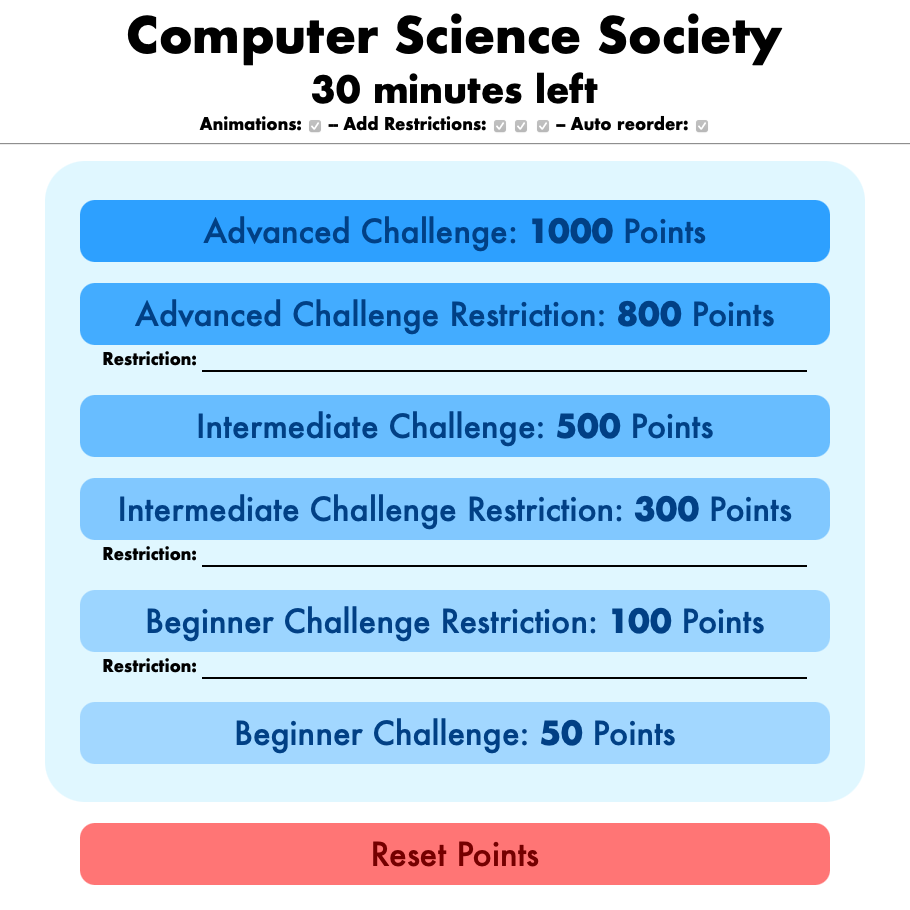 Computer Science Society
30 minutes left
Animations: – Add Restrictions: – Auto reorder:
Advanced Challenge: 1000 Points
Advanced Challenge Restriction: 800 Points
Restriction:
Intermediate Challenge: 500 Points
Intermediate Challenge Restriction: 300 Points
Restriction:
Beginner Challenge Restriction: 100 Points
Restriction:
Beginner Challenge: 50 Points
Reset Points